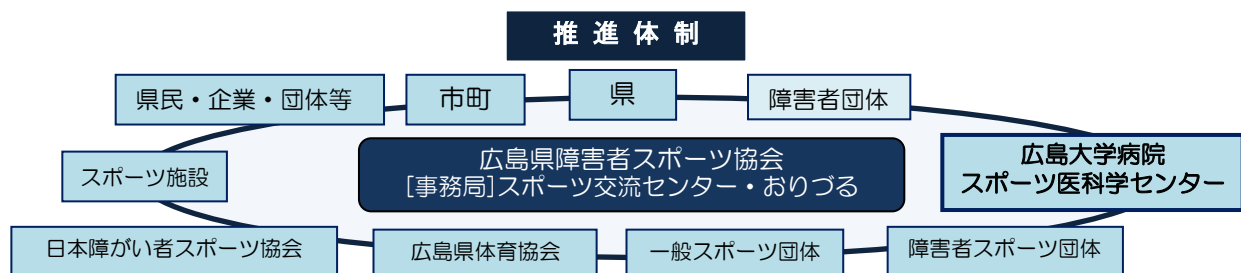 推 進 体 制
県民・企業・団体等
市町
県
障害者団体
スポーツ施設
広島県障害者スポーツ協会
[事務局]スポーツ交流センター・おりづる
広島大学病院
スポーツ医科学センター
日本障がい者スポーツ協会
広島県体育協会
一般スポーツ団体
障害者スポーツ団体